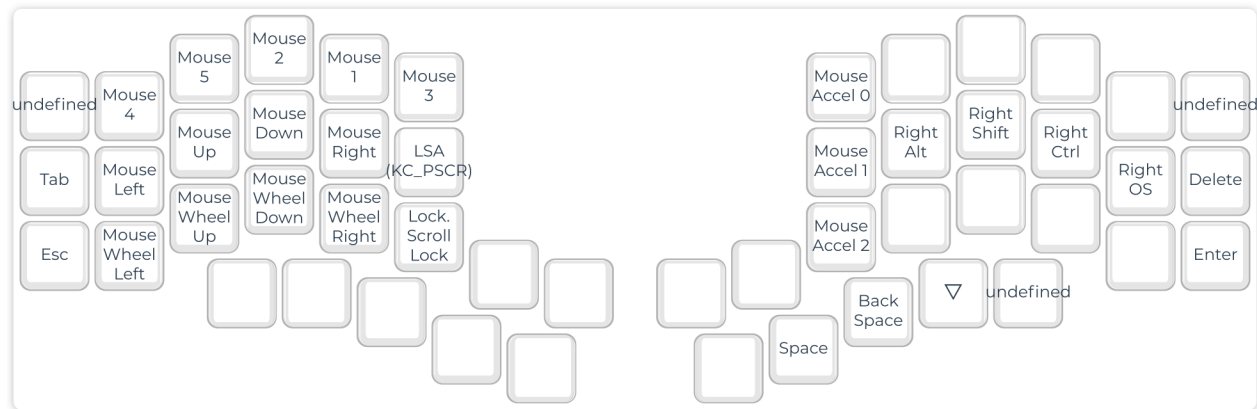 undefined
Mouse
4
Mouse
5
Mouse
2
Mouse
1
Mouse
3
Tab
Mouse
Left
Mouse
Up
Mouse
Down
Mouse
Right
LSA
(KC_PSCR)
Esc
Mouse
Wheel
Left
Mouse
Wheel
Up
Mouse
Wheel
Down
Mouse
Wheel
Right
Lock.
Scroll
Lock
Mouse
Accel 0
undefined
Mouse
Accel 1
Right
Alt
Right
Shift
Right
Ctrl
Right
OS
Delete
Mouse
Accel 2
Enter
Space
Back
Space
▽
undefined